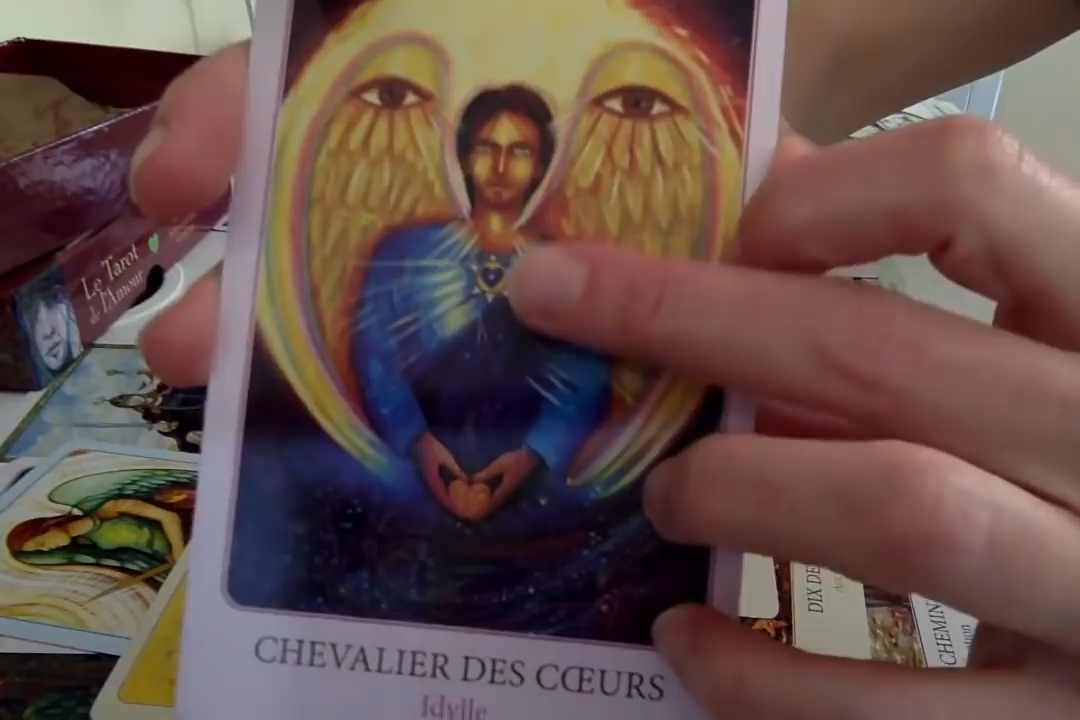 Le Tarot
de l'Amour
CHEVALIER DES CŒURS
Idylle
DIX DE
CHEMIN